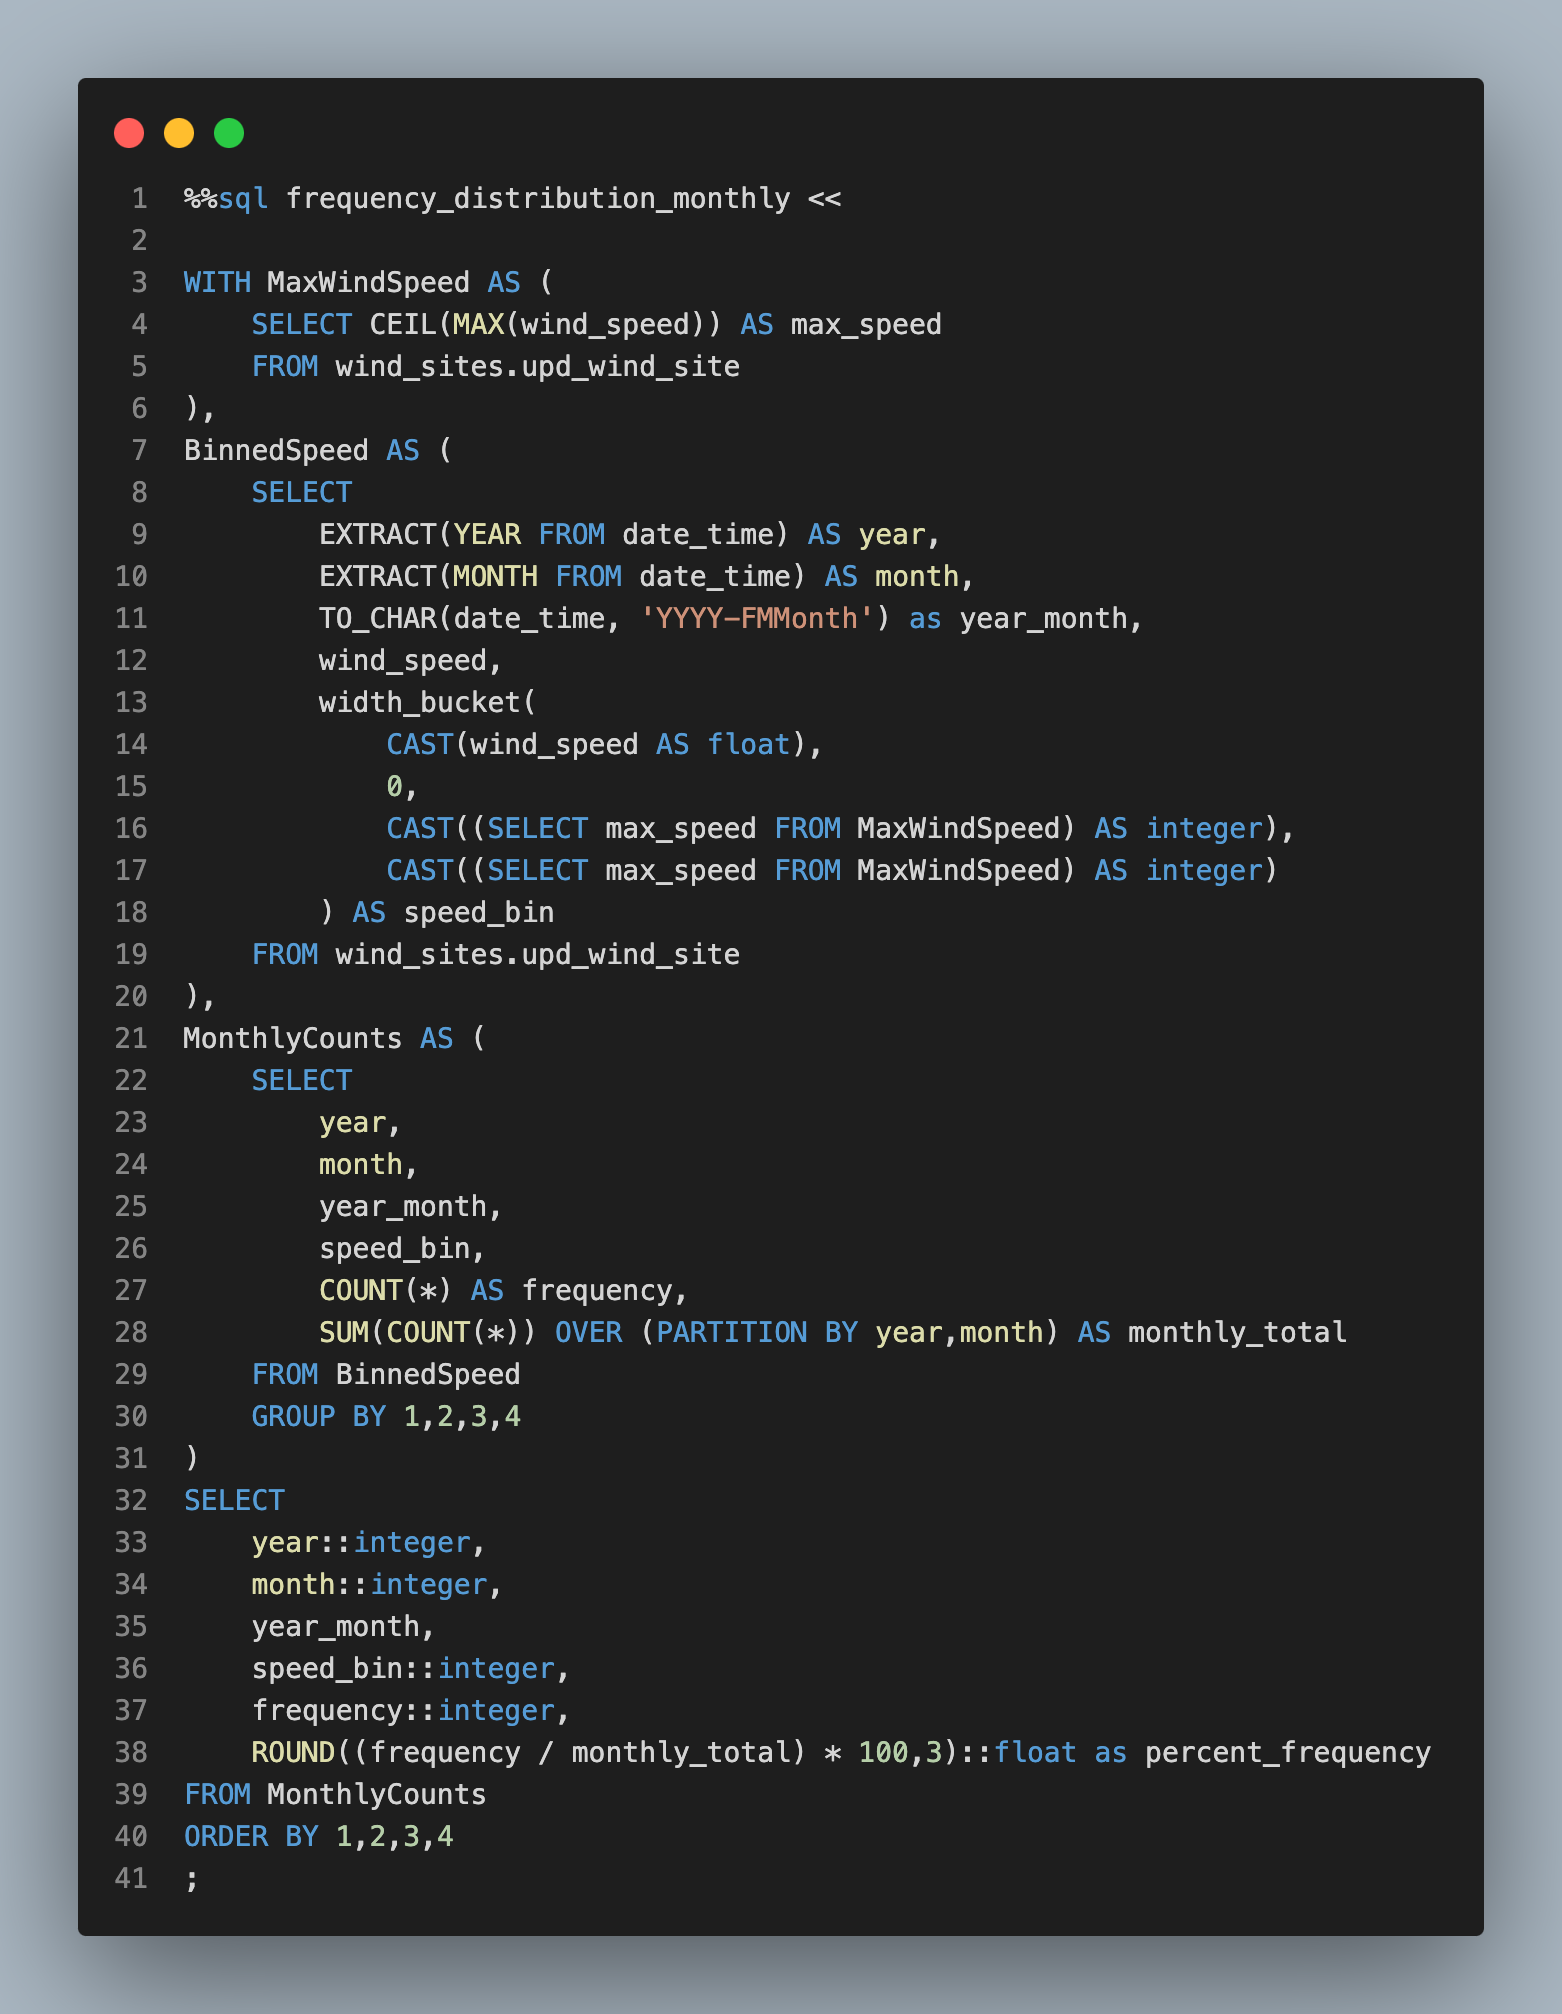 1 %%sql frequency_distribution_monthly <<
2
3 WITH MaxWindSpeed AS (
4     SELECT CEIL(MAX(wind_speed)) AS max_speed
5     FROM wind_sites.upd_wind_site
6 ),
7 BinnedSpeed AS (
8     SELECT
9         EXTRACT(YEAR FROM date_time) AS year,
10         EXTRACT(MONTH FROM date_time) AS month,
11         TO_CHAR(date_time, 'YYYY-FMMonth') as year_month,
12         wind_speed,
13         width_bucket(
14             CAST(wind_speed AS float),
15             0,
16             CAST((SELECT max_speed FROM MaxWindSpeed) AS integer),
17             CAST((SELECT max_speed FROM MaxWindSpeed) AS integer)
18         ) AS speed_bin
19     FROM wind_sites.upd_wind_site
20 ),
21 MonthlyCounts AS (
22     SELECT
23         year,
24         month,
25         year_month,
26         speed_bin,
27         COUNT(*) AS frequency,
28         SUM(COUNT(*)) OVER (PARTITION BY year,month) AS monthly_total
29     FROM BinnedSpeed
30     GROUP BY 1,2,3,4
31 )
32 SELECT
33     year::integer,
34     month::integer,
35     year_month,
36     speed_bin::integer,
37     frequency::integer,
38     ROUND((frequency / monthly_total) * 100,3)::float as percent_frequency
39 FROM MonthlyCounts
40 ORDER BY 1,2,3,4
41 ;